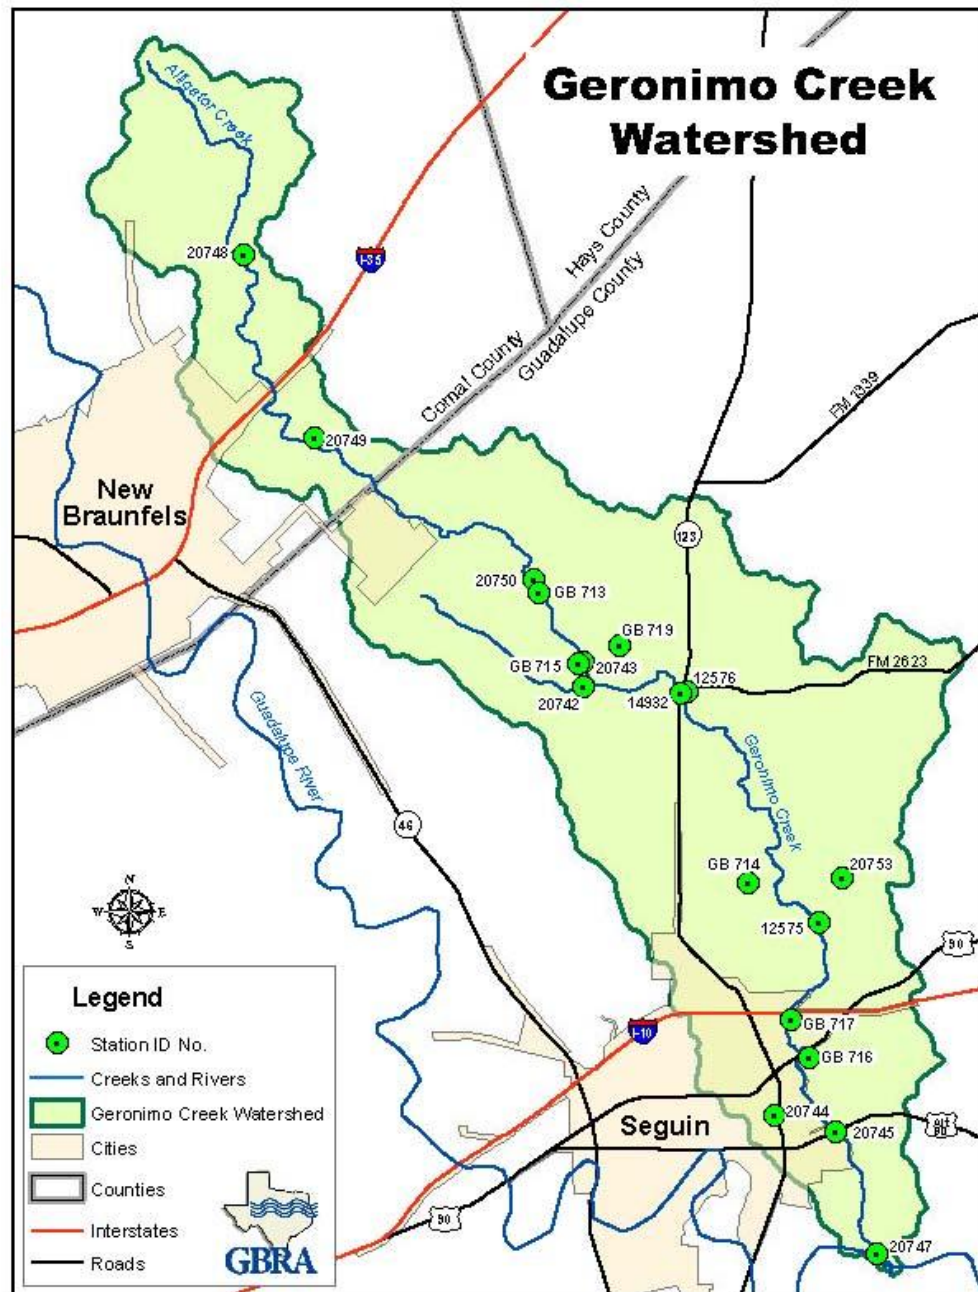 Geronimo Creek
Watershed
Alligator Creek
Hays County
20748
I-35
Guadalupe County
Comal County
FM 1339
20749
New
Braunfels
123
20750
GB 713
GB 719
GB 715
20743
FM 2623
12576
20742
14932
Guadalupe River
Geronimo Creek
46
GB 714
20753
N
W
E
S
12575
90
Legend
Station ID No.
GB 717
I-10
GB 716
Creeks and Rivers
Geronimo Creek Watershed
20744
Seguin
20745
Cities
Counties
Interstates
90
Roads
GBRA
20747